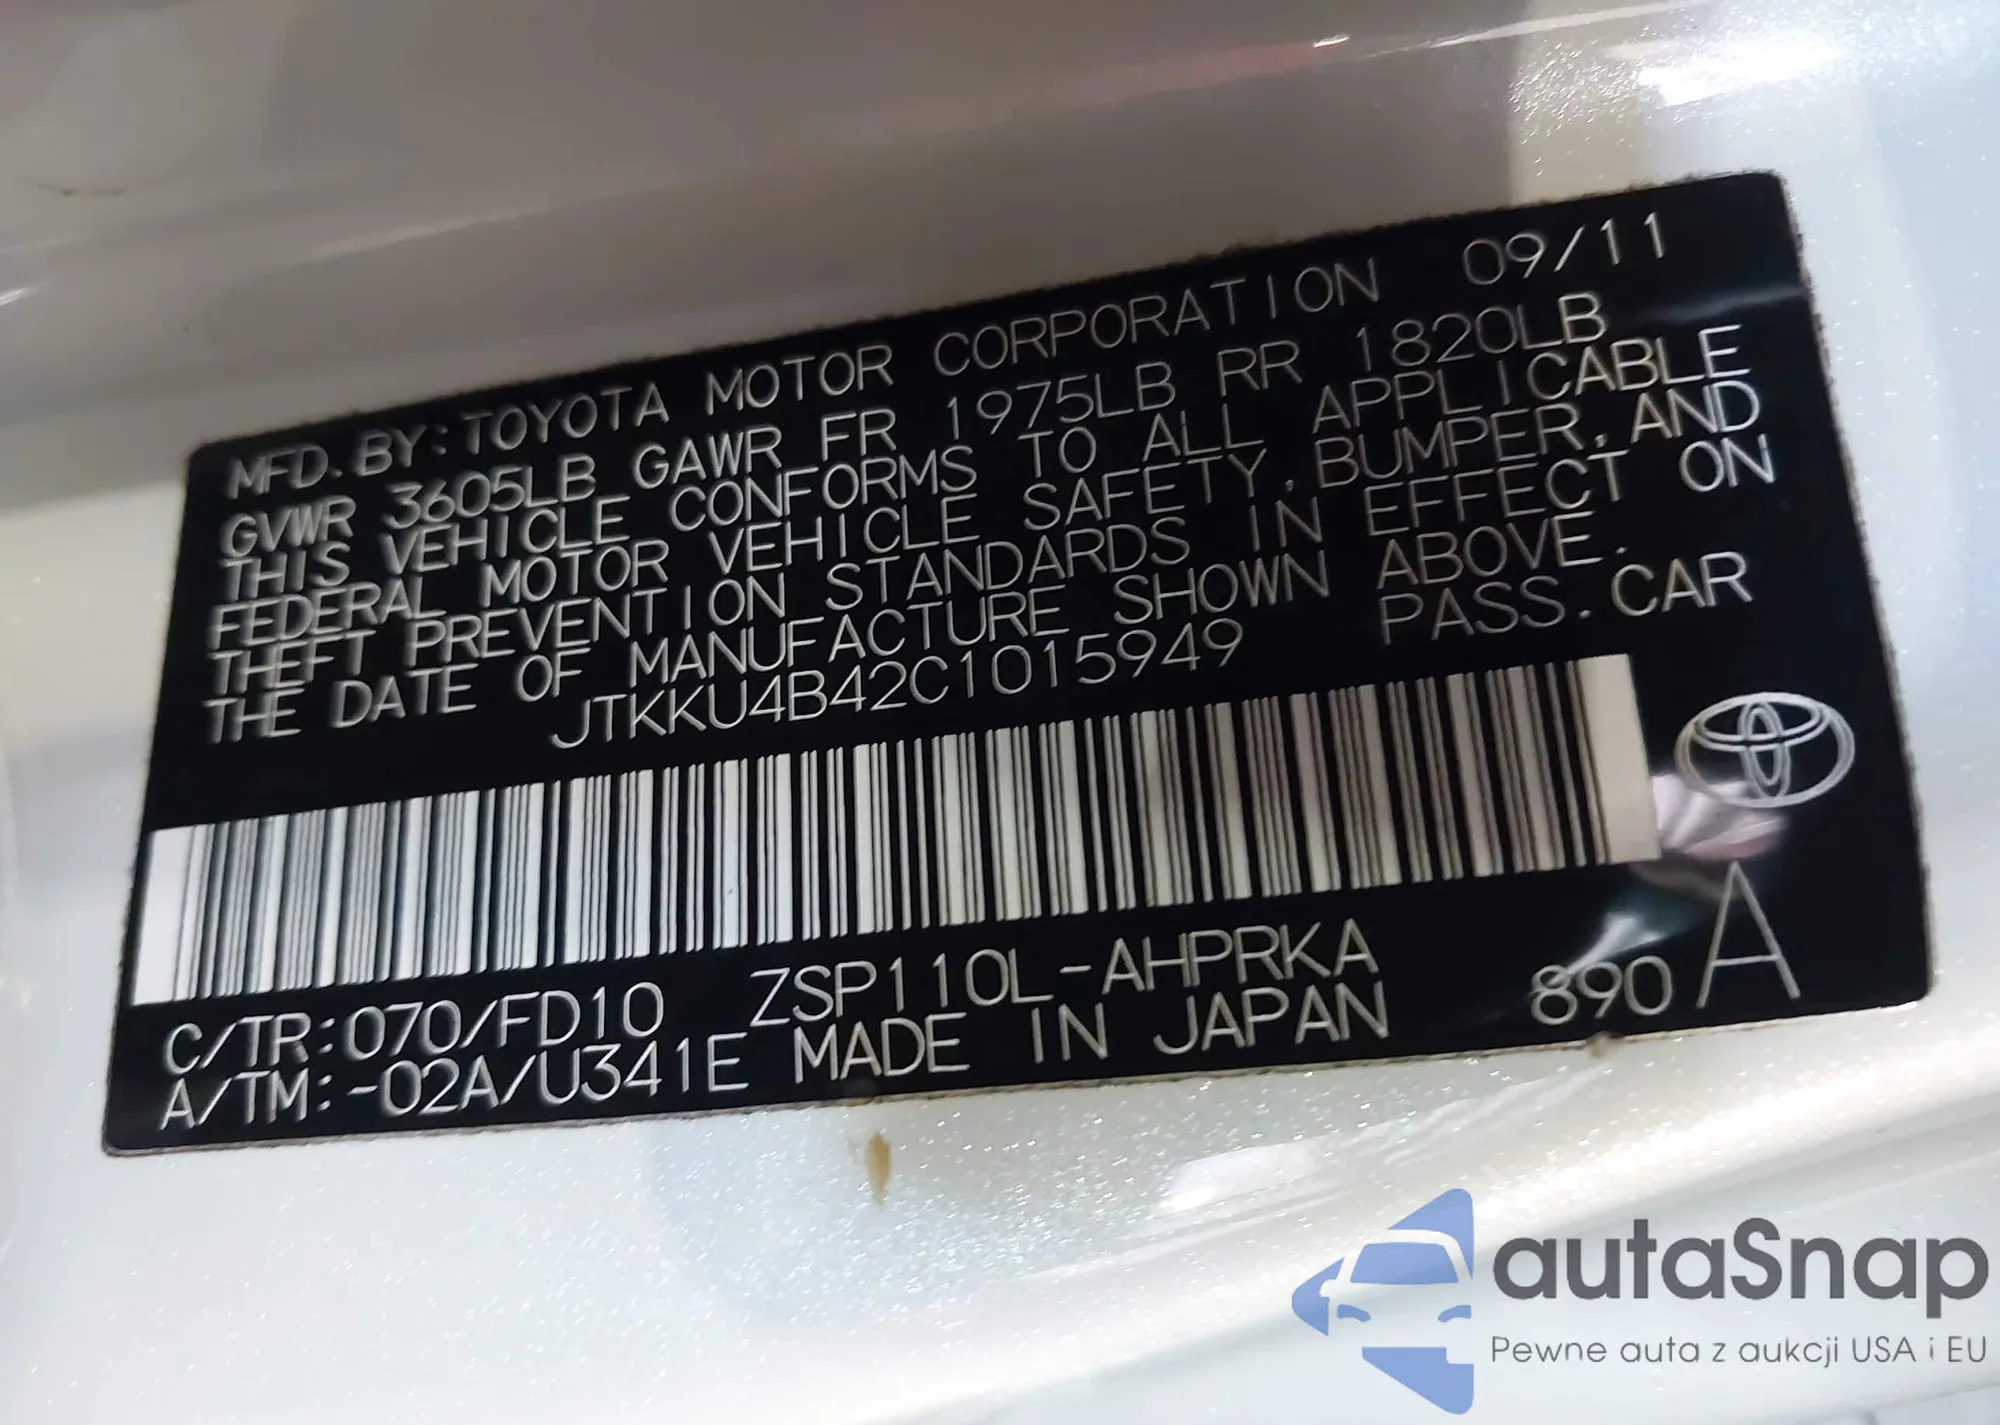 MFD. BY: TOYOTA MOTOR CORPORATION 09/11
GVWR 3605LB GAWR FR 1975LB RR 1820LB
THIS VEHICLE CONFORMS TO ALL APPLICABLE
FEDERAL MOTOR VEHICLE SAFETY, BUMPER, AND
THEFT PREVENTION STANDARDS IN EFFECT ON
THE DATE OF MANUFACTURE SHOWN ABOVE.
JTKKU4B42C1015949 PASS. CAR
C/TR: 070/FD10 ZSP110L-AHPRKA 890 A
A/TM: -02A/U341E MADE IN JAPAN
autaSnap
Pewne auta z aukcji USA i EU